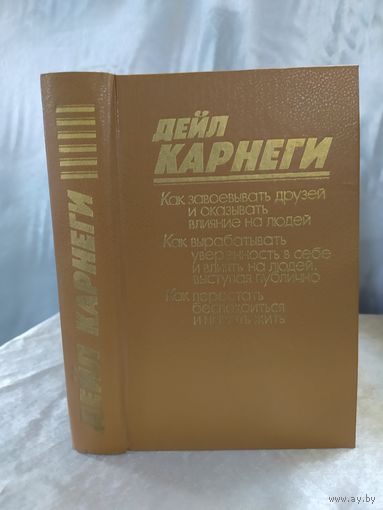 ДЕЙЛ КАРНЕГИ
ДЕЙЛ
КАРНЕГИ
Как завоевывать друзей
и оказывать
влияние на людей
Как вырабатывать
уверенность в себе
и влиять на людей,
выступая публично
Как перестать
беспокоиться
и начать жить
www.ay.by